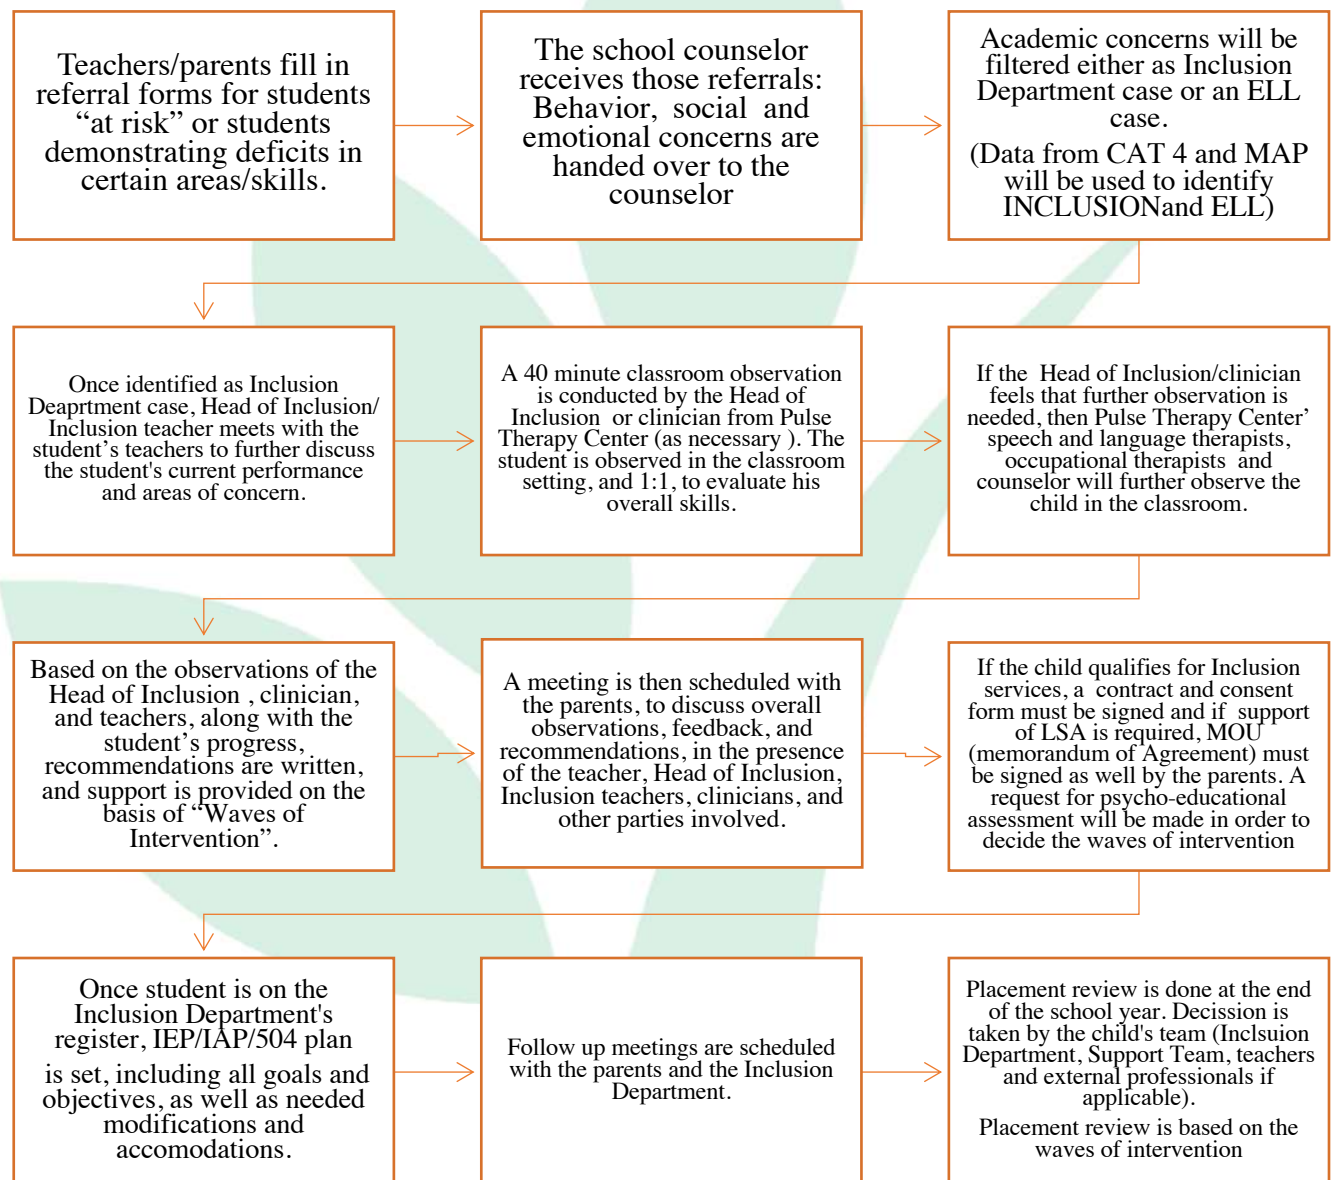 Teachers/parents fill in
referral forms for students
“at risk” or students
demonstrating deficits in
certain areas/skills.
The school counselor
receives those referrals:
Behavior, social and
emotional concerns are
handed over to the
counselor
Academic concerns will be
filtered either as Inclusion
Department case or an ELL
case.
(Data from CAT 4 and MAP
will be used to identify
INCLUSIONand ELL)
Once identified as Inclusion
Deaprtment case, Head of Inclusion/
Inclusion teacher meets with the
student’s teachers to further discuss
the student's current performance
and areas of concern.
A 40 minute classroom observation
is conducted by the Head of
Inclusion or clinician from Pulse
Therapy Center (as necessary ). The
student is observed in the classroom
setting, and 1:1, to evaluate his
overall skills.
If the Head of Inclusion/clinician
feels that further observation is
needed, then Pulse Therapy Center’
speech and language therapists,
occupational therapists and
counselor will further observe the
child in the classroom.
Based on the observations of the
Head of Inclusion , clinician,
and teachers, along with the
student’s progress,
recommendations are written,
and support is provided on the
basis of “Waves of
Intervention”.
A meeting is then scheduled with
the parents, to discuss overall
observations, feedback, and
recommendations, in the presence
of the teacher, Head of Inclusion,
Inclusion teachers, clinicians, and
other parties involved.
If the child qualifies for Inclusion
services, a contract and consent
form must be signed and if support
of LSA is required, MOU
(memorandum of Agreement) must
be signed as well by the parents. A
request for psycho-educational
assessment will be made in order to
decide the waves of intervention
Once student is on the
Inclusion Department's
register, IEP/IAP/504 plan
is set, including all goals and
objectives, as well as needed
modifications and
accomodations.
Follow up meetings are scheduled
with the parents and the Inclusion
Department.
Placement review is done at the end
of the school year. Decission is
taken by the child's team (Inclsuion
Department, Support Team, teachers
and external professionals if
applicable).
Placement review is based on the
waves of intervention